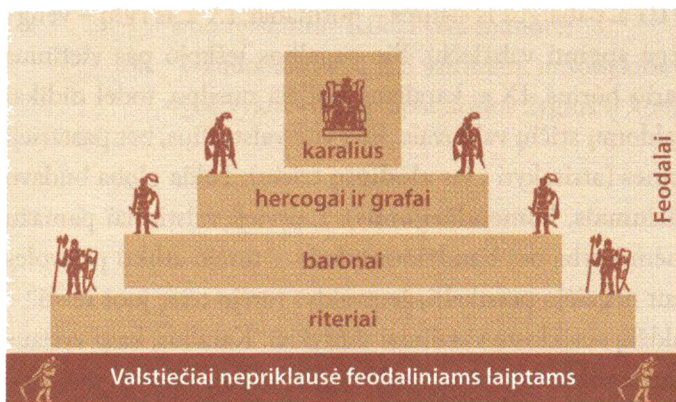 karalius
hercogai ir grafai
baronai
riteriai
Feodalai
Valstiečiai nepriklausė feodaliniams laiptams